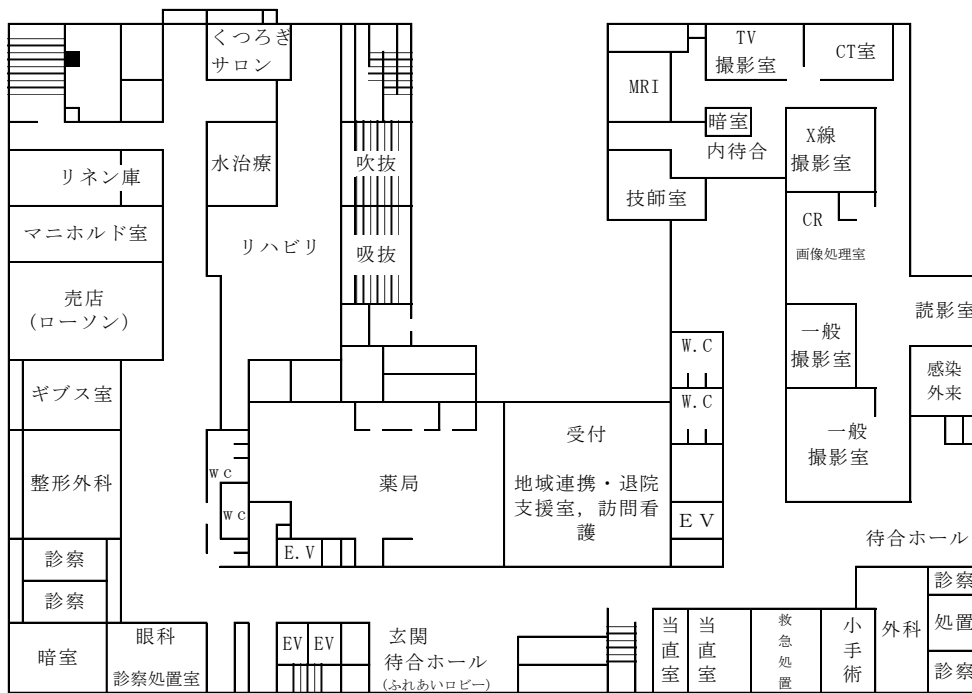 くつろぎ
サロン
TV
撮影室
CT室
MRI
暗室
内待合
X線
撮影室
水治療
吹抜
リネン庫
技師室
マニホルド室
リハビリ
吸抜
CR
画像処理室
売店
(ローソン)
読影室
一般
撮影室
W.C
感染
外来
ギブス室
W.C
一般
撮影室
受付
整形外科
wc
薬局
地域連携・退院
支援室，訪問看
護
wc
EV
待合ホール
診察
E.V
診察
診察
処置
診察
暗室
眼科
診察処置室
EV
EV
玄関
待合ホール
(ふれあいロビー)
当直室
当直室
救急処置
小手術
外科